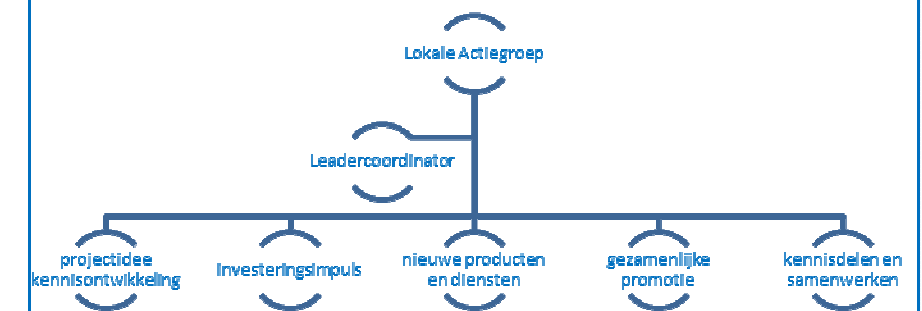 Lokale Actiegroep
Leadercoordinator
projectidee
kennisontwikkeling
investeringsimpuls
nieuwe producten
en diensten
gezamenlijke
promotie
kennisdelen en
samenwerken